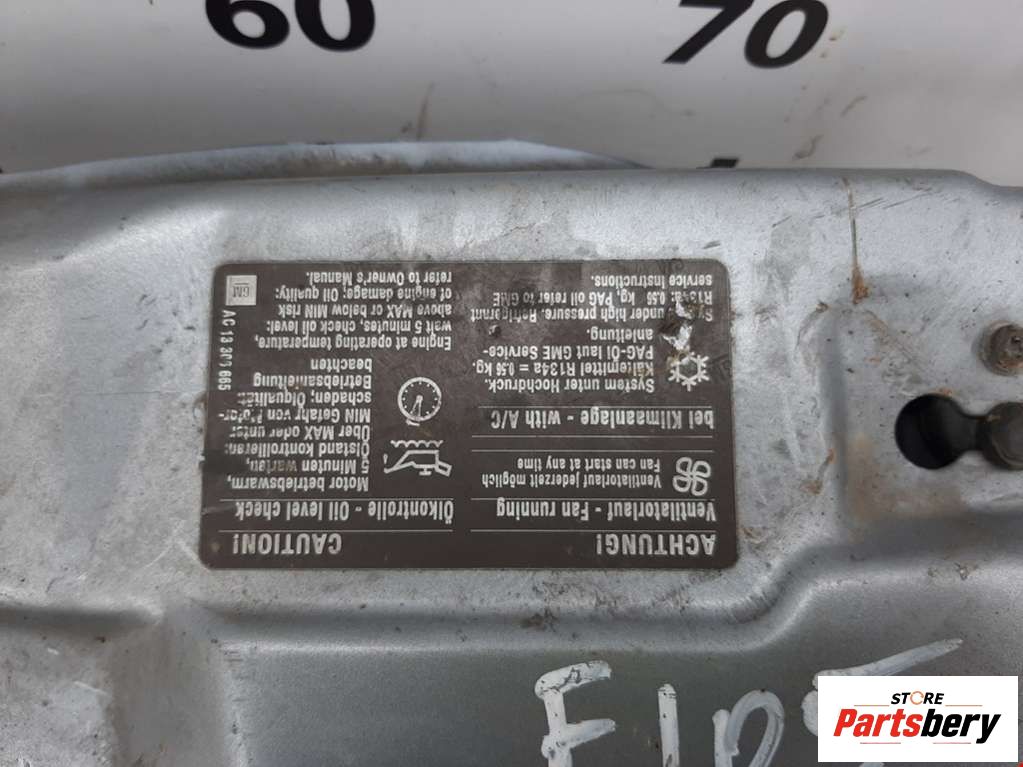 60 70
ACHTUNG!
Ventilatorlauf - Fan running
Ventilatorlauf jederzeit möglich
Fan can start at any time
bei Klimaanlage - with A/C
System unter Hochdruck.
Kältemittel R134a = 0.56 kg.
PAG-Öl laut GME Service-
anleitung.
System under high pressure. Refrigerant
R134a: 0.56 kg, PAG oil refer to GME
service Instructions.
CAUTION!
Ölkontrolle - Oil level check
Motor betriebswarm,
5 Minuten warten,
Ölstand kontrollieren:
Über MAX oder unter
MIN Gefahr von Motor-
schaden; Ölqualität:
Betriebsanleitung
beachten
Engine at operating temperature,
wait 5 minutes, check oil level:
above MAX or below MIN risk
of engine damage; Oil quality:
refer to Owner's Manual.
GM
AC 13 665
STORE
Partsbery